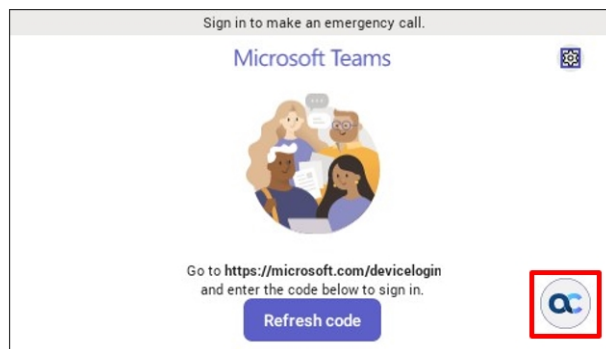 Sign in to make an emergency call.
Microsoft Teams
Go to https://microsoft.com/devicelogin
and enter the code below to sign in.
Refresh code
ac